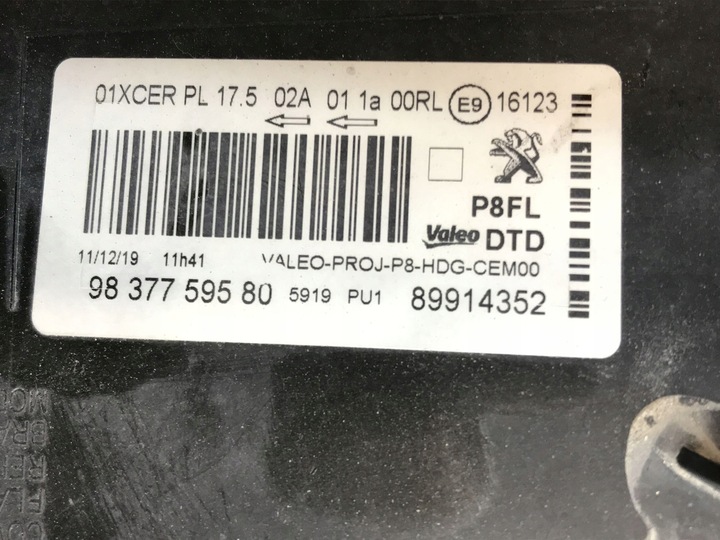 01XCER PL 17.5 02A 01 1a 00RL E9 16123
P8FL
Valeo DTD
11/12/19 11h41 VALEO-PROJ-P8-HDG-CEM00
98 377 595 80 5919 PU1 89914352